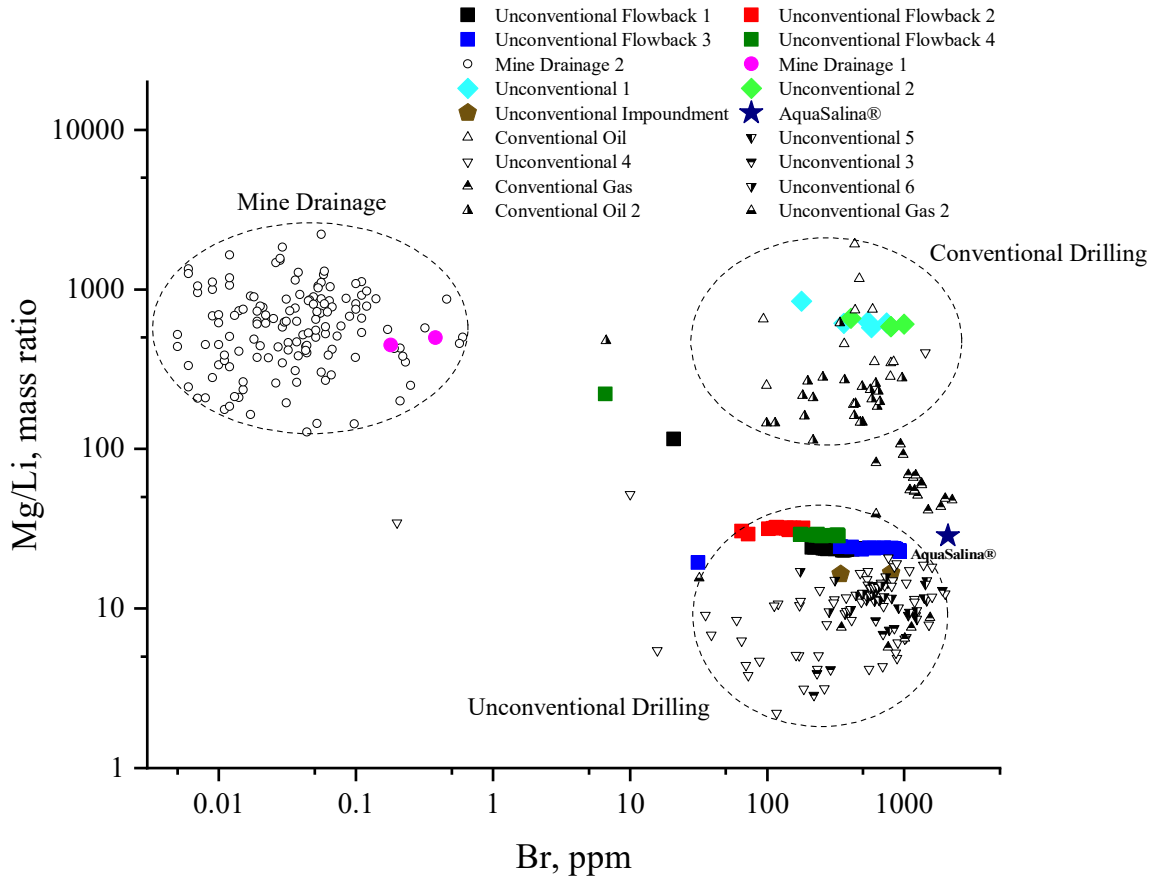 Unconventional Flowback 1 Unconventional Flowback 2
Unconventional Flowback 3 Unconventional Flowback 4
Mine Drainage 2 Mine Drainage 1
Unconventional 1 Unconventional 2
Unconventional Impoundment AquaSalina®
Conventional Oil Unconventional 5
Unconventional 4 Unconventional 3
Conventional Gas Unconventional 6
Conventional Oil 2 Unconventional Gas 2
10000
Mine Drainage
Conventional Drilling
1000
Mg/Li, mass ratio
100
AquaSalina®
10
Unconventional Drilling
1
0.01 0.1 1 10 100 1000
Br, ppm